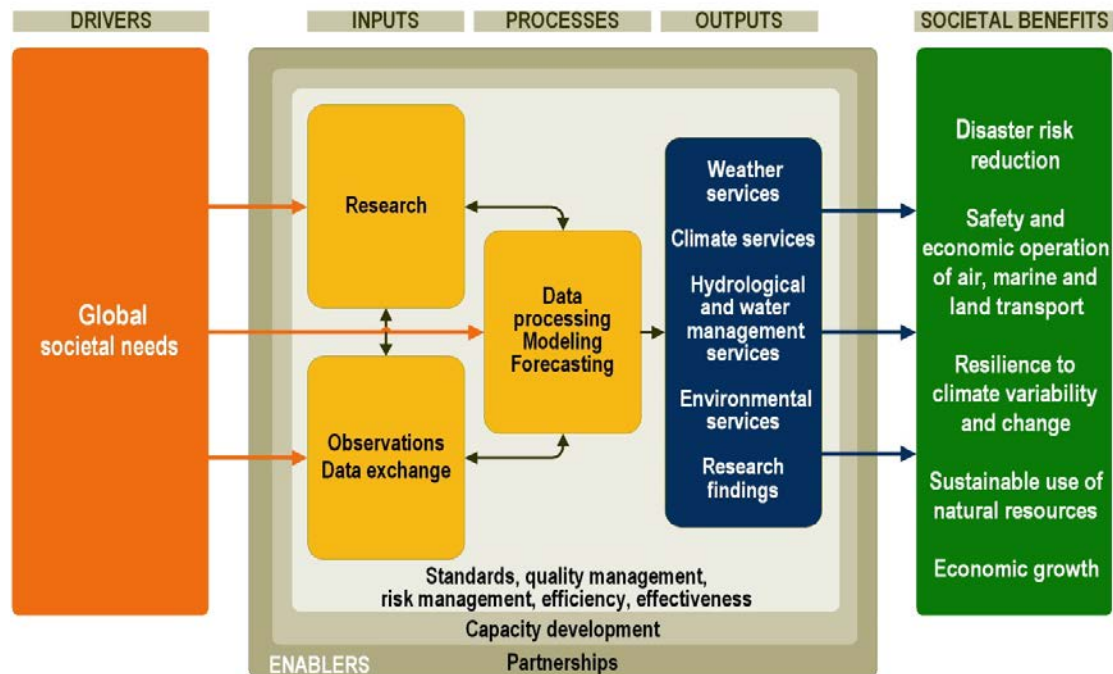 DRIVERS
INPUTS
PROCESSES
OUTPUTS
SOCIETAL BENEFITS
Global
societal needs
Research
Observations
Data exchange
Data
processing
Modeling
Forecasting
Weather
services
Climate services
Hydrological
and water
management
services
Environmental
services
Research
findings
Disaster risk
reduction
Safety and
economic operation
of air, marine and
land transport
Resilience to
climate variability
and change
Sustainable use of
natural resources
Economic growth
Standards, quality management,
risk management, efficiency, effectiveness
Capacity development
ENABLERS
Partnerships